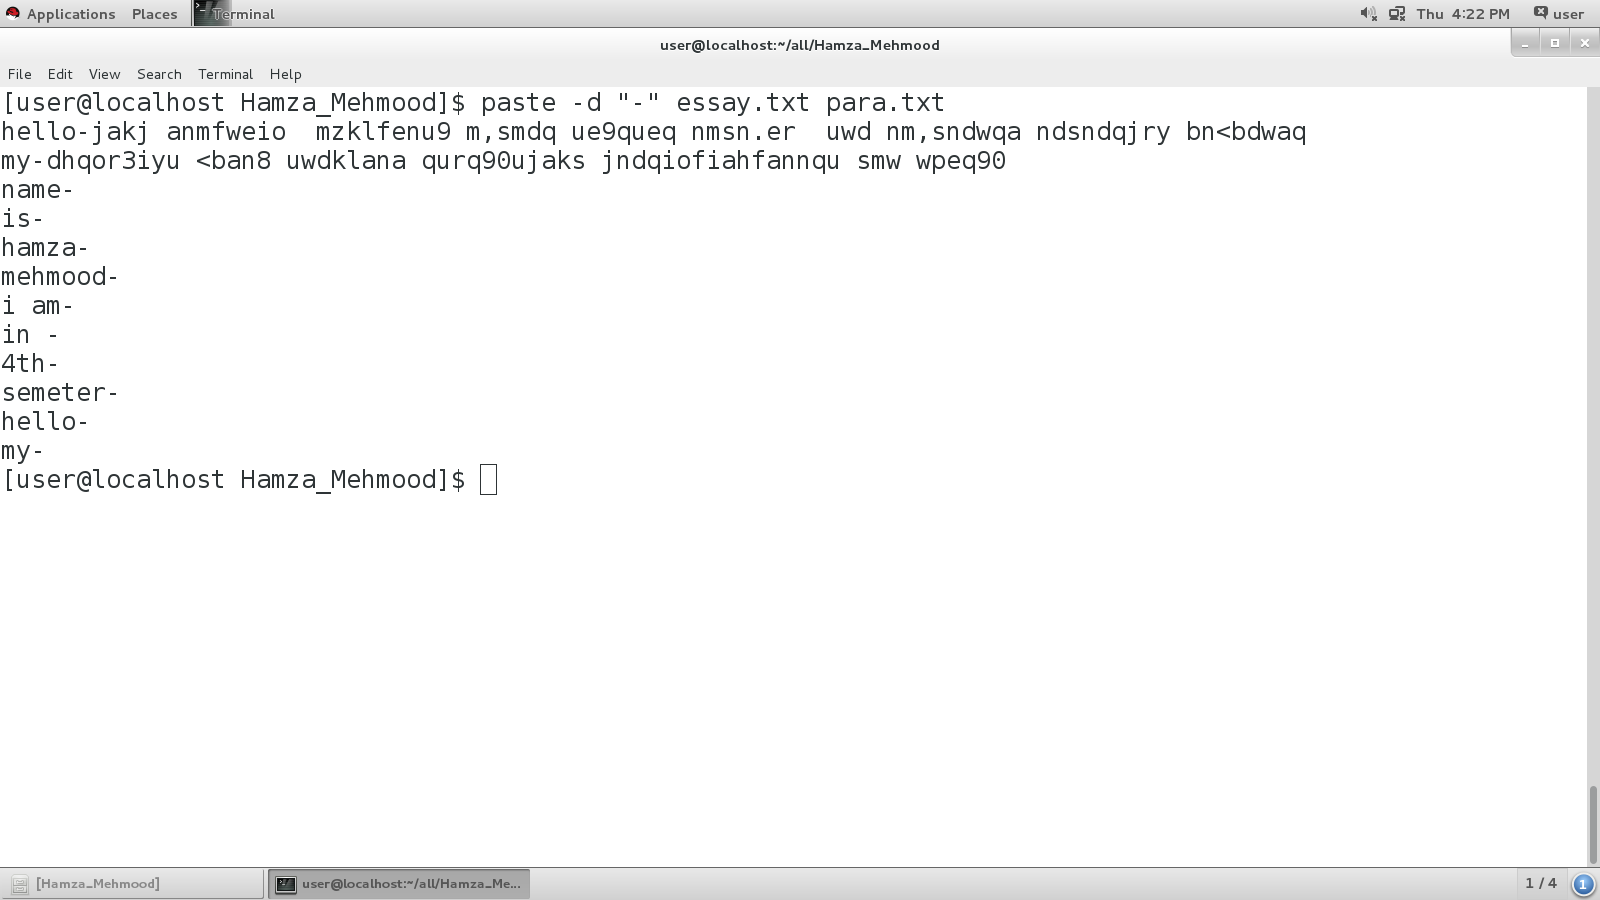 Applications Places Terminal Thu 4:22 PM user
user@localhost:~/all/Hamza_Mehmood
File Edit View Search Terminal Help
[user@localhost Hamza_Mehmood]$ paste -d "-" essay.txt para.txt
hello-jakj anmfweio  mzklfenu9 m,smdq ue9queq nmsn.er  uwd nm,sndwqa ndsndqjry bn<bdwaq
my-dhqor3iyu <ban8 uwdklana qurq90ujaks jndqiofiahfannqu smw wpeq90
name-
is-
hamza-
mehmood-
i am-
in -
4th-
semeter-
hello-
my-
[user@localhost Hamza_Mehmood]$
[Hamza_Mehmood] user@localhost:~/all/Hamza_Me... 1 / 4 1